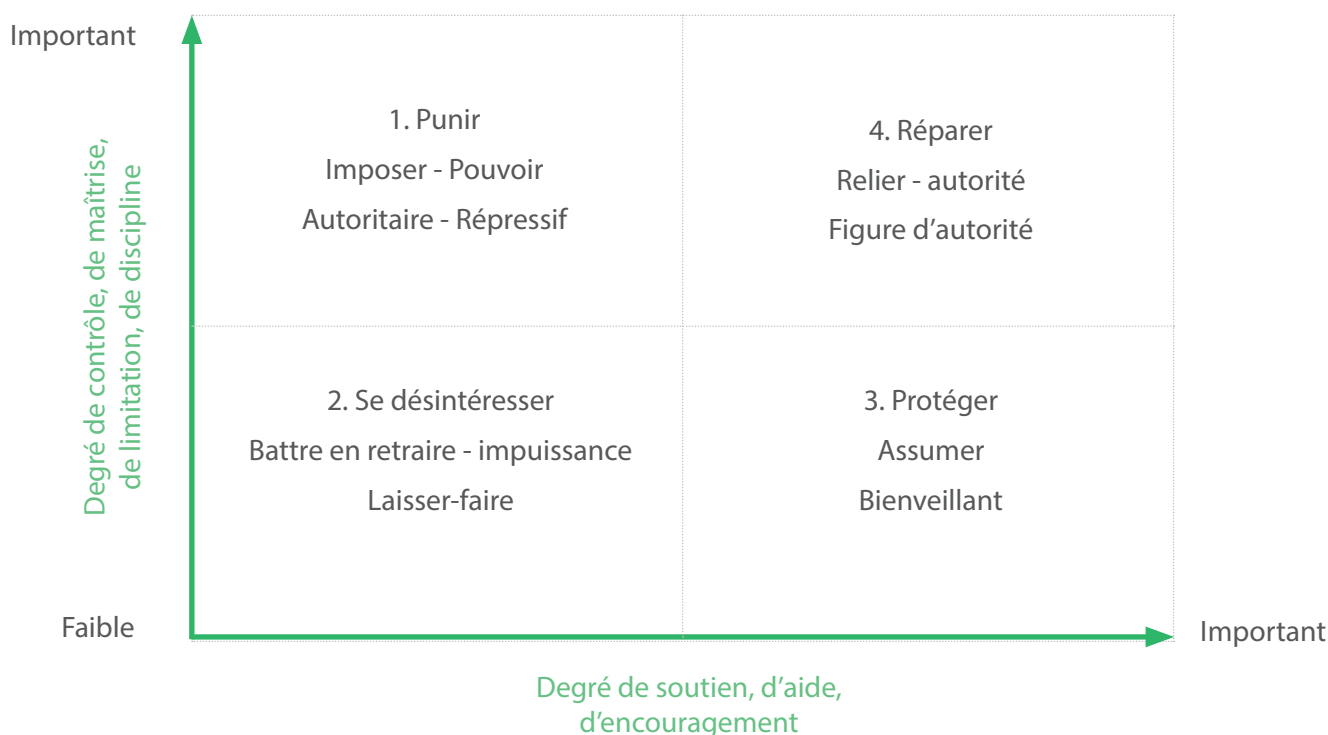 Important
Degré de contrôle, de maîtrise,
de limitation, de discipline
1. Punir
Imposer - Pouvoir
Autoritaire - Répressif
4. Réparer
Relier - autorité
Figure d’autorité
2. Se désintéresser
Battre en retraire - impuissance
Laisser-faire
3. Protéger
Assumer
Bienveillant
Faible
Important
Degré de soutien, d’aide,
d’encouragement